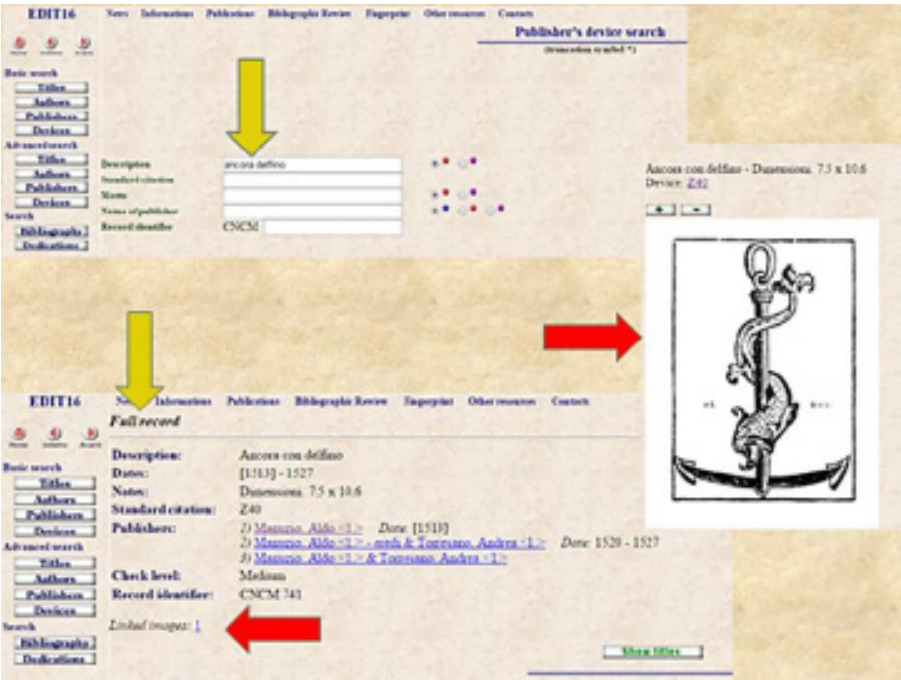 EDIT16 News Informations Publications Bibliographic Review Fingerprint Other resources Contacts
Publisher's device search
(truncation symbol *)
Basic search
Titles
Authors
Publishers
Devices
Advanced search
Titles
Authors
Publishers
Devices
Search
Bibliography
Dedications
Description ancora delfino
Standard citation
Motto
Name of publisher
Record identifier CNCM
Ancora con delfino - Dimensioni. 7.5 x 10.6
Device: Z40
+ -
EDIT16 News Informations Publications Bibliographic Review Fingerprint Other resources Contacts
Full record
Basic search
Titles
Authors
Publishers
Devices
Advanced search
Titles
Authors
Publishers
Devices
Search
Bibliography
Dedications
Description: Ancora con delfino
Dates: [1513] - 1527
Notes: Dimensioni. 7.5 x 10.6
Standard citation: Z40
Publishers: 1) Manuzio, Aldo <1.> Date: [1513]
2) Manuzio, Aldo <1.> - eredi & Torresano, Andrea <1.> Date: 1520 - 1527
3) Manuzio, Aldo <1.> & Torresano, Andrea <1.>
Check level: Medium
Record identifier: CNCM 741
Linked images: 1
Show titles